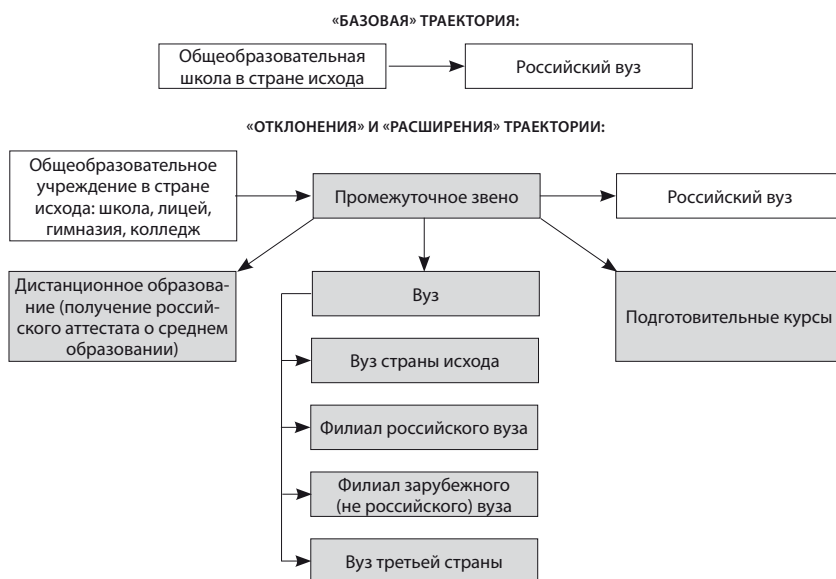 «БАЗОВАЯ» ТРАЕКТОРИЯ:
Общеобразовательная
школа в стране исхода
Российский вуз
«ОТКЛОНЕНИЯ» И «РАСШИРЕНИЯ» ТРАЕКТОРИИ:
Общеобразовательное
учреждение в стране
исхода: школа, лицей,
гимназия, колледж
Промежуточное звено
Российский вуз
Дистанционное образова-
ние (получение россий-
ского аттестата о среднем
образовании)
Вуз
Подготовительные курсы
Вуз страны исхода
Филиал российского вуза
Филиал зарубежного
(не российского) вуза
Вуз третьей страны